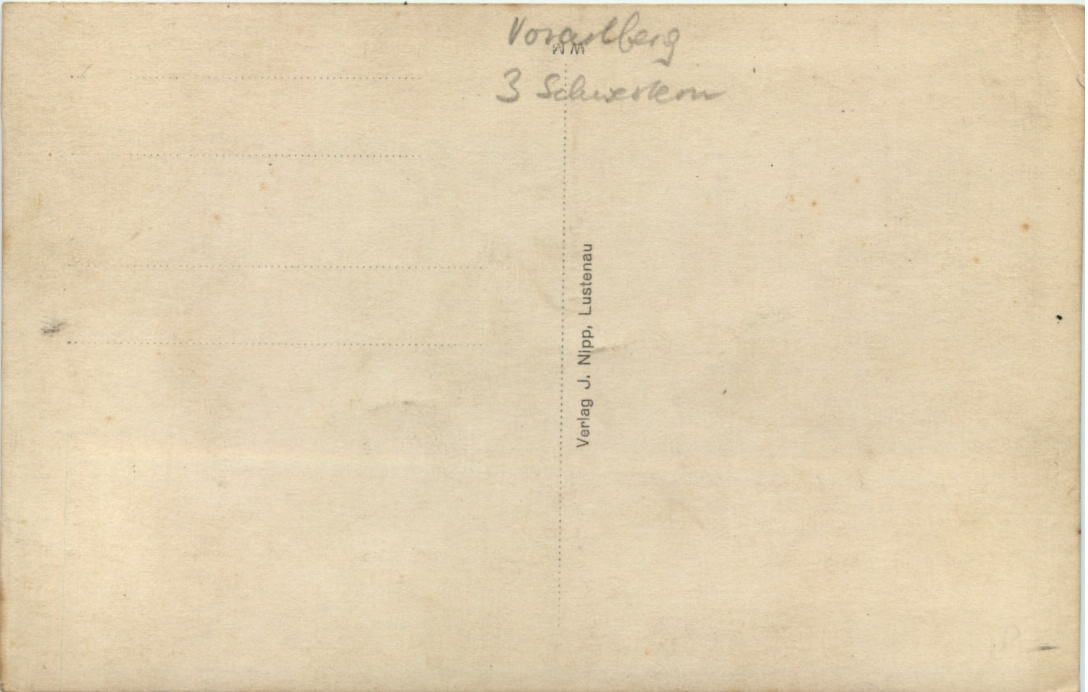 Vorarlberg
3 Schwestern
Verlag J. Nipp, Lustenau